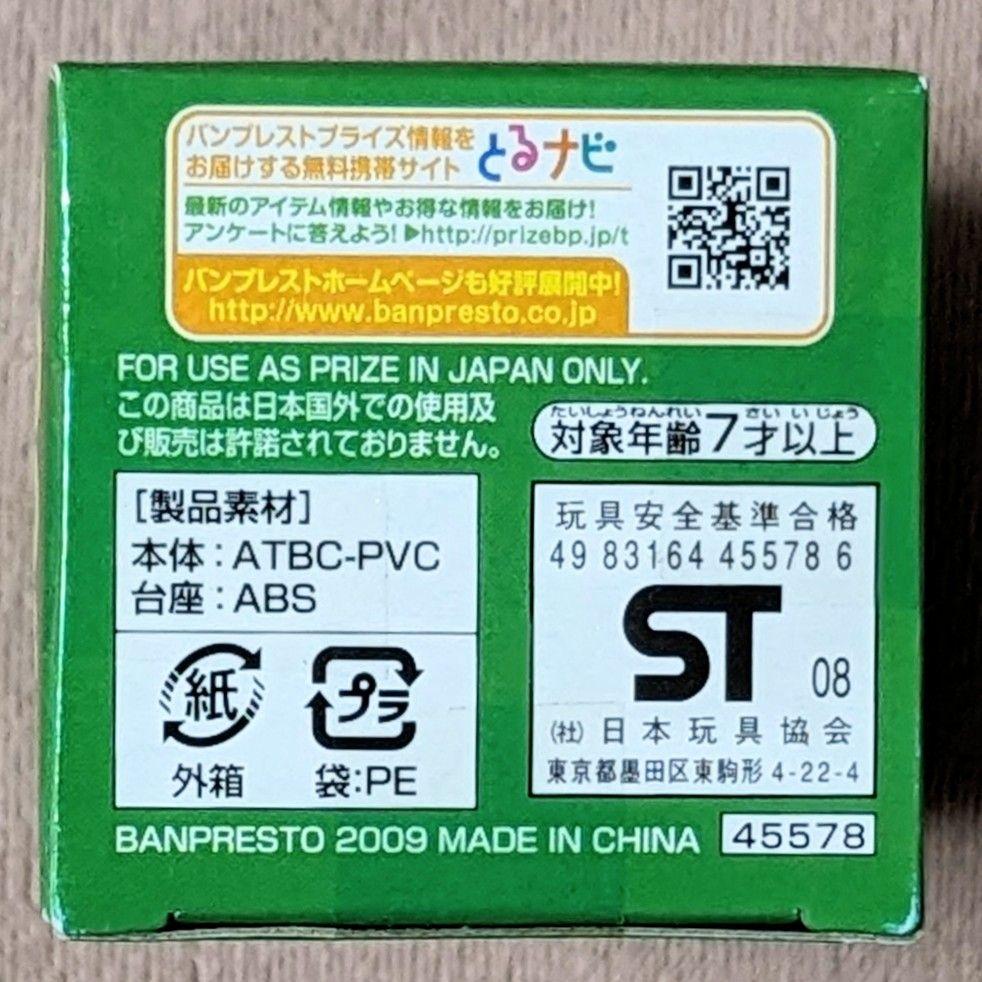 バンプレストプライズ情報を
お届けする無料携帯サイト とるナビ
最新のアイテム情報やお得な情報をお届け!
アンケートに答えよう!▶http://prizebp.jp/t
バンプレストホームページも好評展開中!
http://www.banpresto.co.jp
FOR USE AS PRIZE IN JAPAN ONLY.
この商品は日本国外での使用及
び販売は許諾されておりません。
たいしょうねんれい さい いじょう
対象年齢7才以上
[製品素材]
本体:ATBC-PVC
台座:ABS
紙
外箱
プラ
袋:PE
玩具安全基準合格
49 83164 45578 6
ST
08
(社)日本玩具協会
東京都墨田区東駒形4-22-4
BANPRESTO 2009 MADE IN CHINA
45578